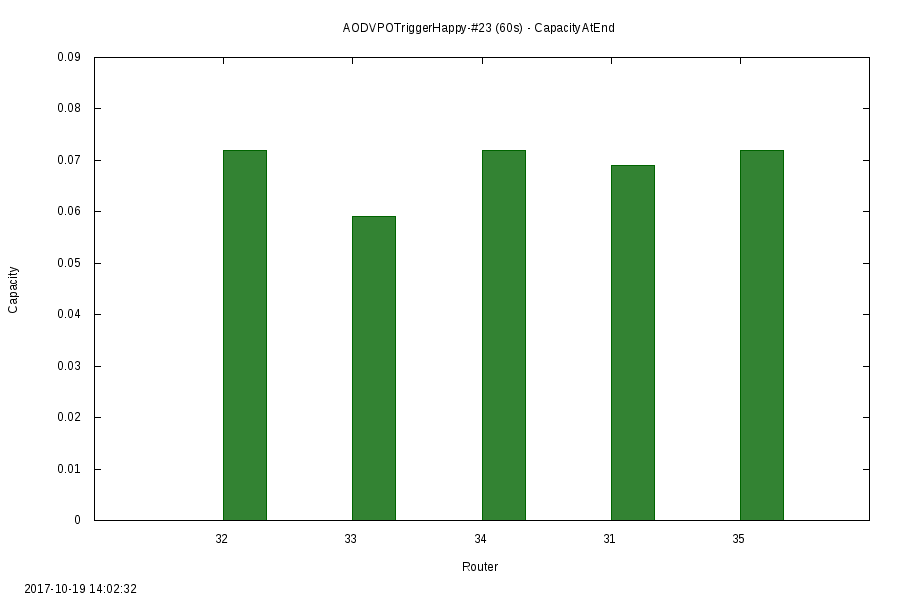 AODVPOTriggerHappy-#23 (60s) - CapacityAtEnd
0.09
0.08
0.07
0.06
0.05
0.04
0.03
0.02
0.01
0
Capacity
32 33 34 31 35
Router
2017-10-19 14:02:32